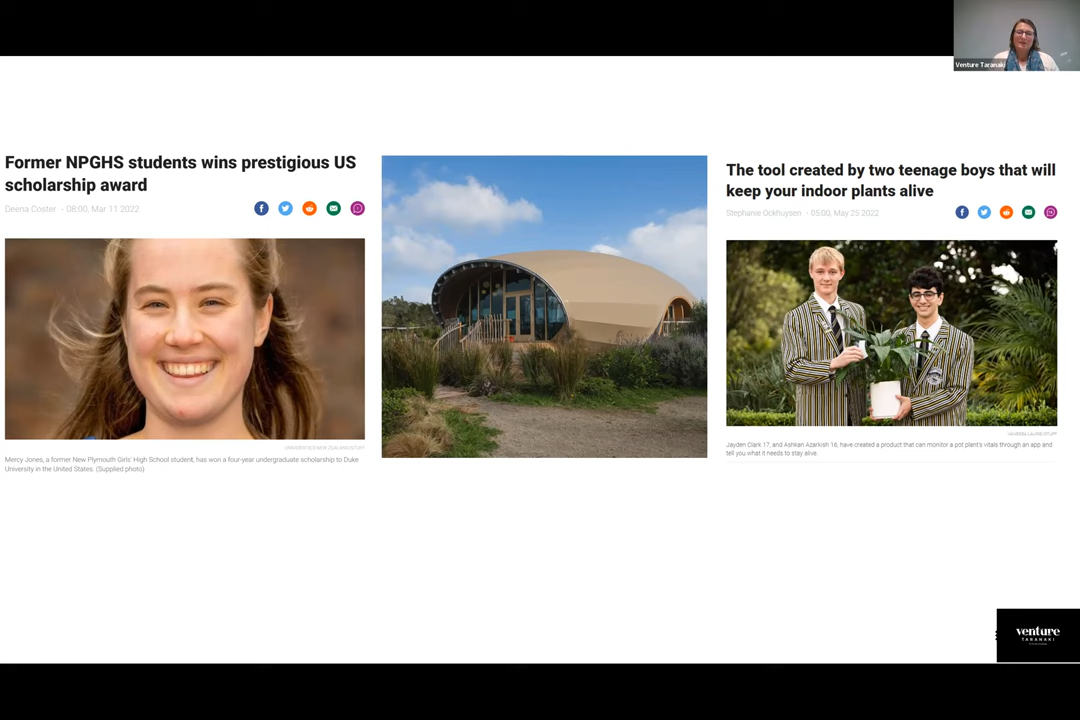 Venture Taranaki
Former NPGHS students wins prestigious US
scholarship award
Deena Coster • 08:00, Mar 11 2022
Mercy Jones, a former New Plymouth Girls' High School student, has won a four-year undergraduate scholarship to Duke
University in the United States. (Supplied photo)
The tool created by two teenage boys that will
keep your indoor plants alive
Stephanie Ockhuysen • 05:00, May 25 2022
VANESSA LAURIE/STUFF
Jayden Clark 17, and Ashkan Azarkish 16, have created a product that can monitor a pot plant's vitals through an app and
tell you what it needs to stay alive.
venture
TARANAKI